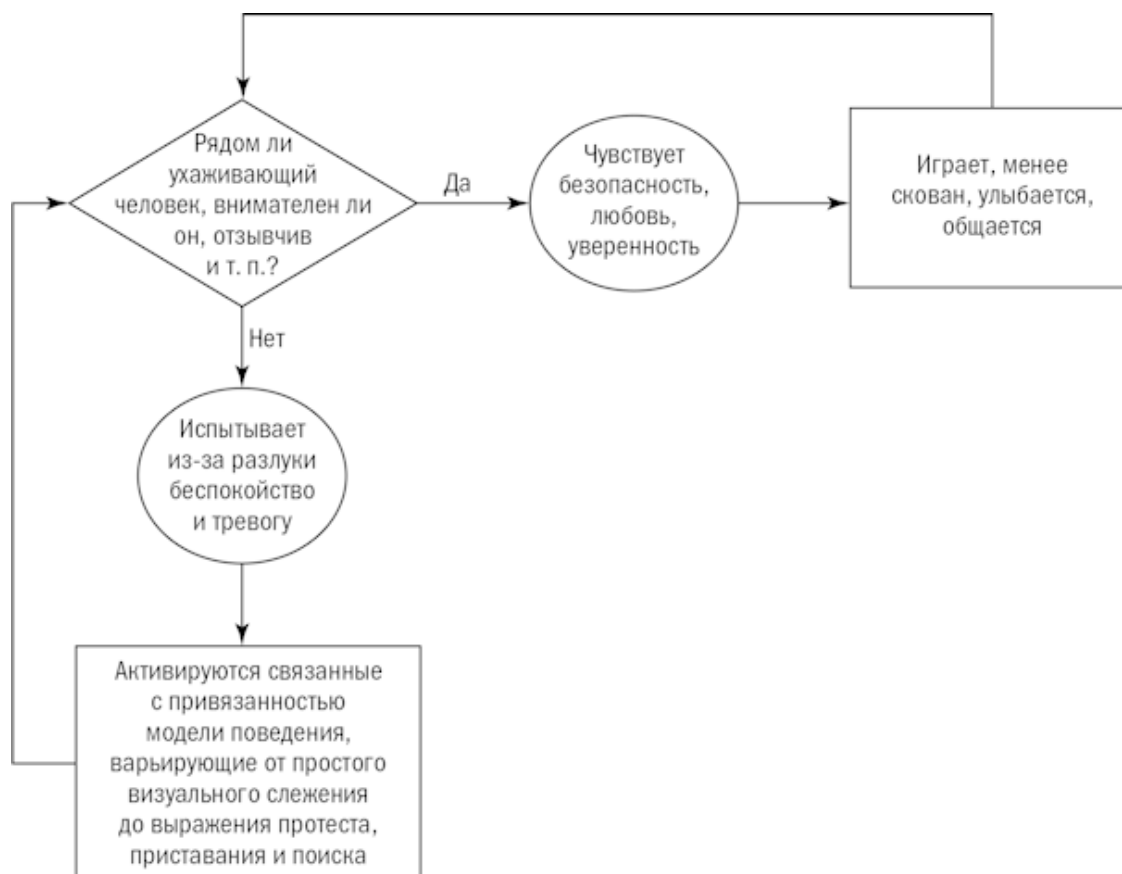 Рядом ли
ухаживающий
человек, внимателен ли
он, отзывчив
и т. п.?
Да
Чувствует
безопасность,
любовь,
уверенность
Играет, менее
скован, улыбается,
общается
Нет
Испытывает
из-за разлуки
беспокойство
и тревогу
Активируются связанные
с привязанностью
модели поведения,
варьирующие от простого
визуального слежения
до выражения протеста,
приставания и поиска